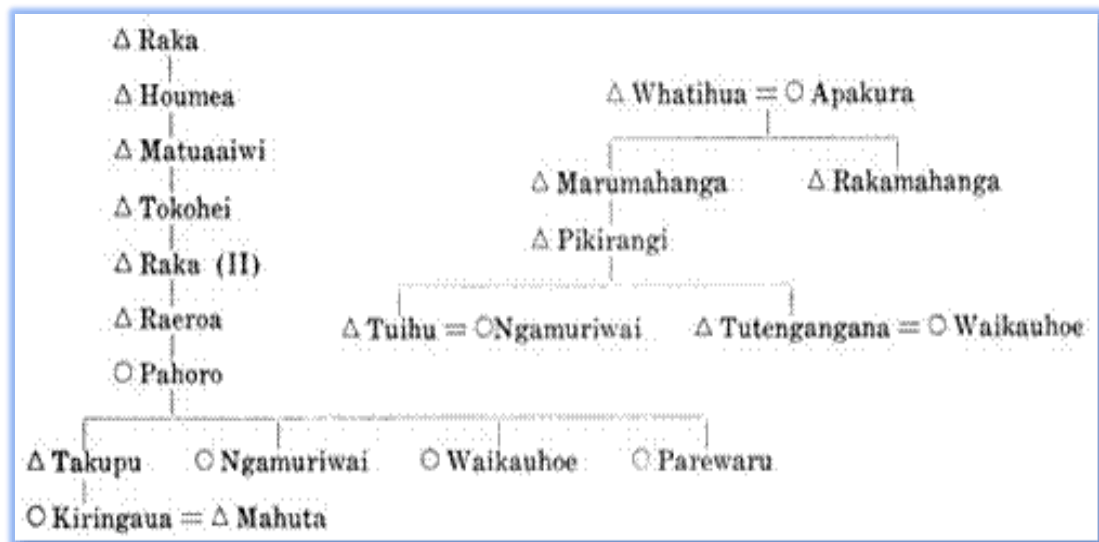 △ Raka
△ Houmea
△ Whatihua = ○ Apakura
△ Matuaaiwi
△ Marumahanga △ Rakamahanga
△ Tokohei
△ Pikirangi
△ Raka (II)
△ Raeroa
△ Tuihu = ○Ngamuriwai △ Tutengangana = ○ Waikauhoe
○ Pahoro
△ Takupu ○ Ngamuriwai ○ Waikauhoe ○ Parewaru
○ Kiringaua = △ Mahuta